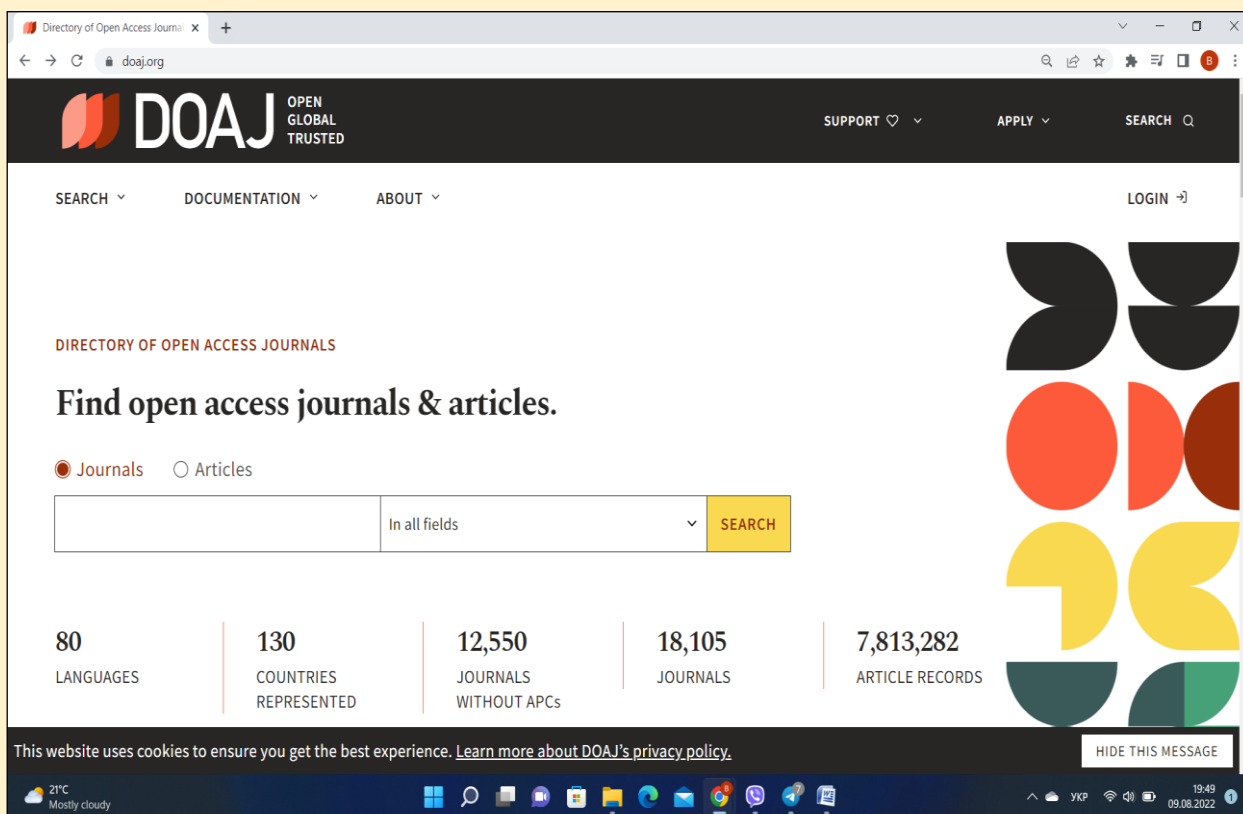 Directory of Open Access Journal
doaj.org
B
DOAJ
OPEN
GLOBAL
TRUSTED
SUPPORT
APPLY
SEARCH
SEARCH
DOCUMENTATION
ABOUT
LOGIN
DIRECTORY OF OPEN ACCESS JOURNALS
Find open access journals & articles.
Journals
Articles
In all fields
SEARCH
80
LANGUAGES
130
COUNTRIES
REPRESENTED
12,550
JOURNALS
WITHOUT APCs
18,105
JOURNALS
7,813,282
ARTICLE RECORDS
This website uses cookies to ensure you get the best experience. Learn more about DOAJ's privacy policy.
HIDE THIS MESSAGE
21°C
Mostly cloudy
7
УКР
19:49
09.08.2022
1